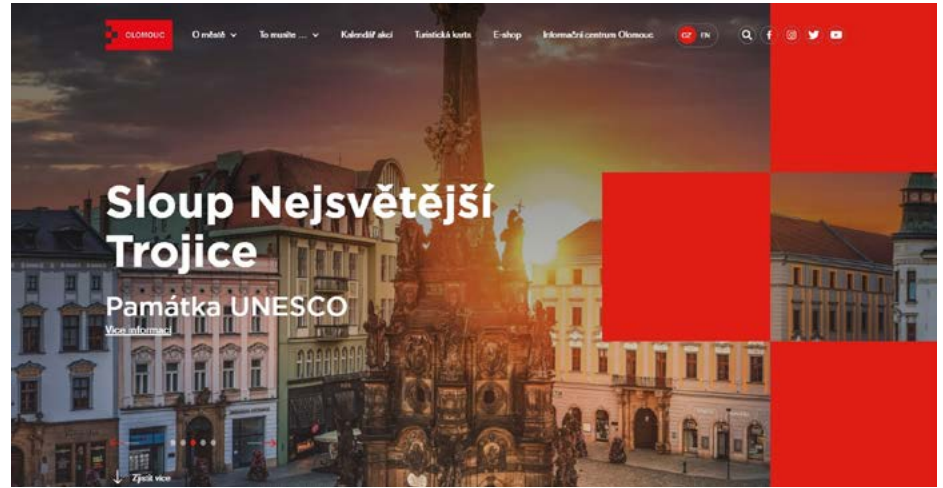 OLOMOUC
O městě
To musíte ...
Kalendář akcí
Turistická karta
E-shop
Informační centrum Olomouc
CZ
EN
Sloup Nejsvětější
Trojice
Památka UNESCO
Více informací
Zjistit více